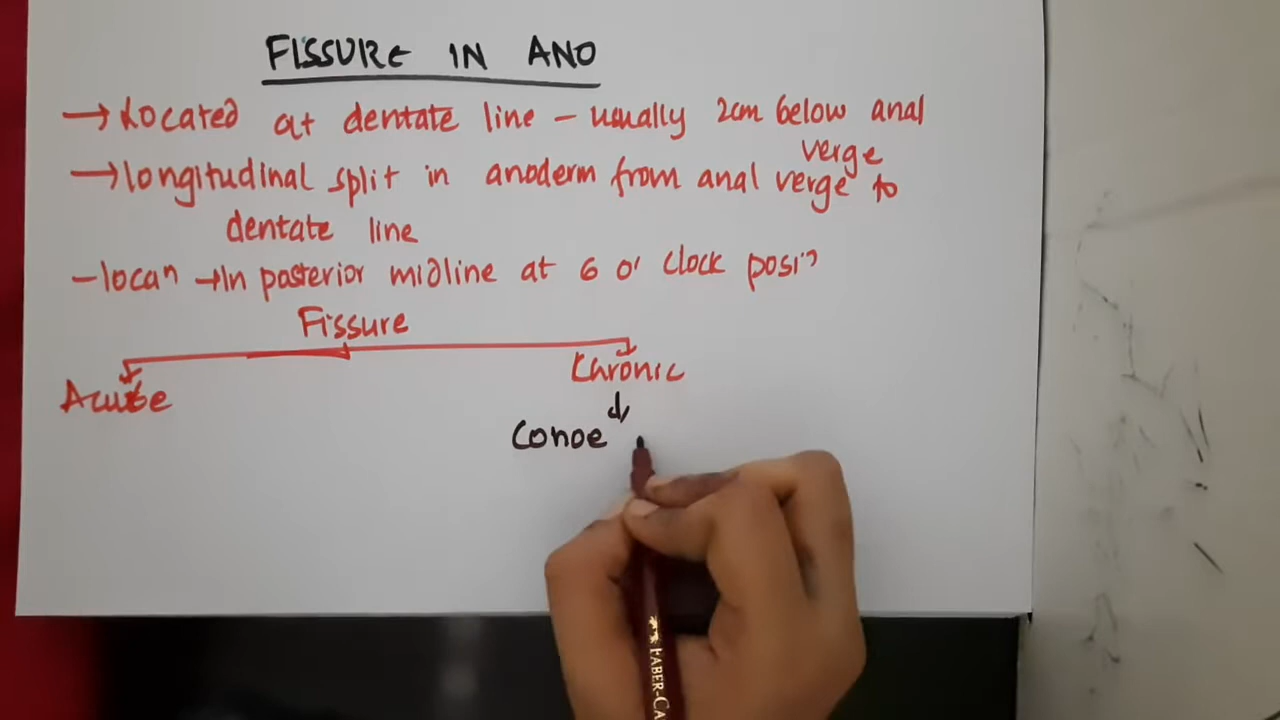 FISSURE IN ANO
→ Located at dentate line - usually 2cm below anal
verge
→ longitudinal split in anoderm from anal verge to
dentate line
- locaⁿ → In posterior midline at 6 o' clock posiⁿ
Fissure
Acute
Chronic
Conoe
FABER-CA